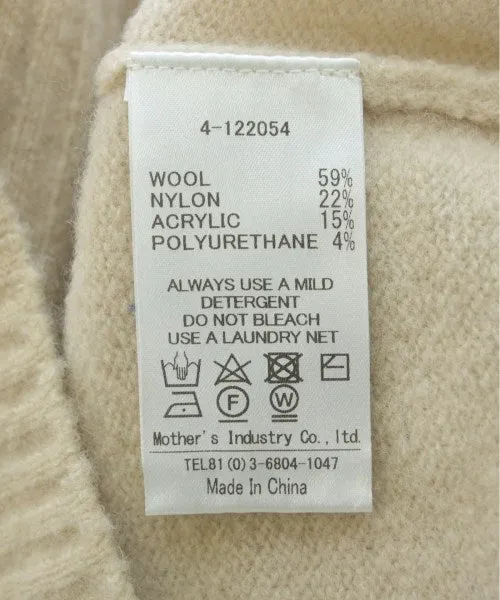 4-122054
WOOL 59%
NYLON 22%
ACRYLIC 15%
POLYURETHANE 4%
ALWAYS USE A MILD
DETERGENT
DO NOT BLEACH
USE A LAUNDRY NET
F W
Mother's Industry Co., ltd.
TEL81(0)3-6804-1047
Made In China